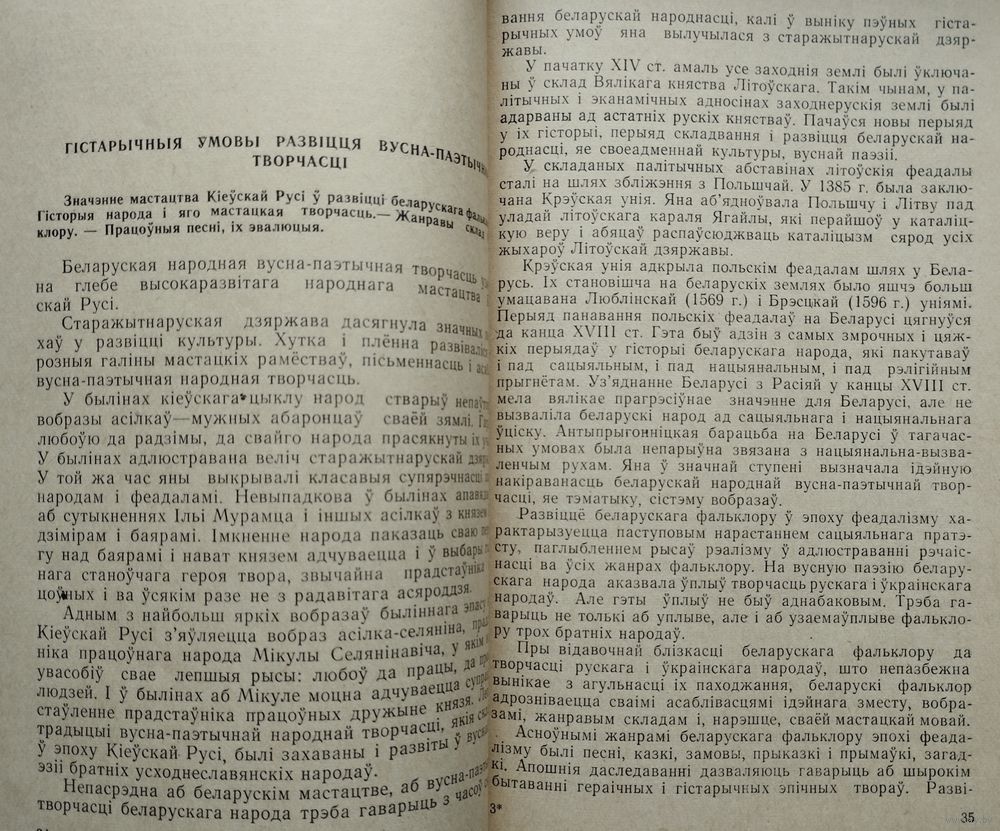 ГІСТАРЫЧНЫЯ ЎМОВЫ РАЗВІЦЦЯ ВУСНА-ПАЭТЫЧН
ТВОРЧАСЦІ
Значэнне мастацтва Кіеўскай Русі ў развіцці беларускага фалькло
Гісторыя народа і яго мастацкая творчасць.— Жанравы склад
клору. — Працоўныя песні, іх эвалюцыя.
Беларуская народная вусна-паэтычная творчасць
на глебе высокаразвітага народнага мастацтва
скай Русі.
Старажытнаруская дзяржава дасягнула значных
хаў у развіцці культуры. Хутка і плённа развіваліс
розныя галіны мастацкіх рамёстваў, пісьменнасць і
вусна-паэтычная народная творчасць.
У былінах кіеўскага цыклу народ стварыў непаўт
вобразы асілкаў—мужных абаронцаў сваёй зямлі.
любоўю да радзімы, да свайго народа прасякнуты іх
У былінах адлюстравана веліч старажытнарускай дзяр
У той жа час яны выкрывалі класавыя супярэчнасці
народам і феадаламі. Невыпадкова ў былінах апавяда
аб сутыкненнях Ільі Мурамца і іншых асілкаў з князем
дзімірам і баярамі. Імкненне народа паказаць сваю пе
гу над баярамі і нават князем адчуваецца і ў выбары
нага станоўчага героя твора, звычайна прадстаўніка
цоўных і ва ўсякім разе не з радавітага асяроддзя.
Адным з найбольш яркіх вобразаў быліннага эпасу
Кіеўскай Русі з'яўляецца вобраз асілка-селяніна,
ніка працоўнага народа Мікулы Селянінавіча, у якім
увасобіў свае лепшыя рысы: любоў да працы, да
людзей. І ў былінах аб Мікуле моцна адчуваецца супра
стаўленне прадстаўніка працоўных дружыне князя.
традыцыі вусна-паэтычнай народнай творчасці, якія
ў эпоху Кіеўскай Русі, былі захаваны і развіты ў вусна
эзіі братніх усходнеславянскіх народаў.
Непасрэдна аб беларускім мастацтве, аб вусна-паэт
творчасці беларускага народа трэба гаварыць з часоў
вання беларускай народнасці, калі ў выніку пэўных гіста-
рычных умоў яна вылучылася з старажытнарускай дзяр-
жавы.
У пачатку XIV ст. амаль усе заходнія землі былі ўключа-
ны ў склад Вялікага княства Літоўскага. Такім чынам, у па-
літычных і эканамічных адносінах заходнерускія землі былі
адарваны ад астатніх рускіх княстваў. Пачаўся новы перыяд
у іх гісторыі, перыяд складвання і развіцця беларускай на-
роднасці, яе своеадменнай культуры, вуснай паэзіі.
У складаных палітычных абставінах літоўскія феадалы
сталі на шлях збліжэння з Польшчай. У 1385 г. была заклю-
чана Крэўская унія. Яна аб'ядноўвала Польшчу і Літву пад
уладай літоўскага караля Ягайлы, які перайшоў у каталіц-
кую веру і абяцаў распаўсюджваць каталіцызм сярод усіх
жыхароў Літоўскай дзяржавы.
Крэўская унія адкрыла польскім феадалам шлях у Бела-
русь. Іх становішча на беларускіх землях было яшчэ больш
умацавана Люблінскай (1569 г.) і Брэсцкай (1596 г.) уніямі.
Перыяд панавання польскіх феадалаў на Беларусі цягнуўся
да канца XVIII ст. Гэта быў адзін з самых змрочных і цяж-
кіх перыядаў у гісторыі беларускага народа, які пакутаваў
і пад сацыяльным, і пад нацыянальным, і пад рэлігійным
прыгнётам. Уз'яднанне Беларусі з Расіяй у канцы XVIII ст.
мела вялікае прагрэсіўнае значэнне для Беларусі, але не
вызваліла беларускі народ ад сацыяльнага і нацыянальнага
ўціску. Антыпрыгонніцкая барацьба на Беларусі ў тагачас-
ных умовах была непарыўна звязана з нацыянальна-вызва-
ленчым рухам. Яна ў значнай ступені вызначала ідэйную
накіраванасць беларускай народнай вусна-паэтычнай твор-
часці, яе тэматыку, сістэму вобразаў.
Развіццё беларускага фальклору ў эпоху феадалізму ха-
рактарызуецца паступовым нарастаннем сацыяльнага пратэ-
сту, паглыбленнем рысаў рэалізму ў адлюстраванні рэчаіс-
насці ва ўсіх жанрах фальклору. На вусную паэзію белару-
скага народа аказвала ўплыў творчасць рускага і ўкраінскага
народаў. Але гэты ўплыў не быў аднабаковым. Трэба га-
варыць не толькі аб уплыве, але і аб узаемаўплыве фалькло-
ру трох братніх народаў.
Пры відавочнай блізкасці беларускага фальклору да
творчасці рускага і ўкраінскага народаў, што непазбежна
вынікае з агульнасці іх паходжання, беларускі фальклор
адрозніваецца сваімі асаблівасцямі ідэйнага зместу, вобра-
замі, жанравым складам і, нарэшце, сваёй мастацкай мовай.
Асноўнымі жанрамі беларускага фальклору эпохі феада-
лізму былі песні, казкі, замовы, прыказкі і прымаўкі, загад-
кі. Апошнія даследаванні дазваляюць гаварыць аб шырокім
бытаванні гераічных і гістарычных эпічных твораў. Разві-
3*
35